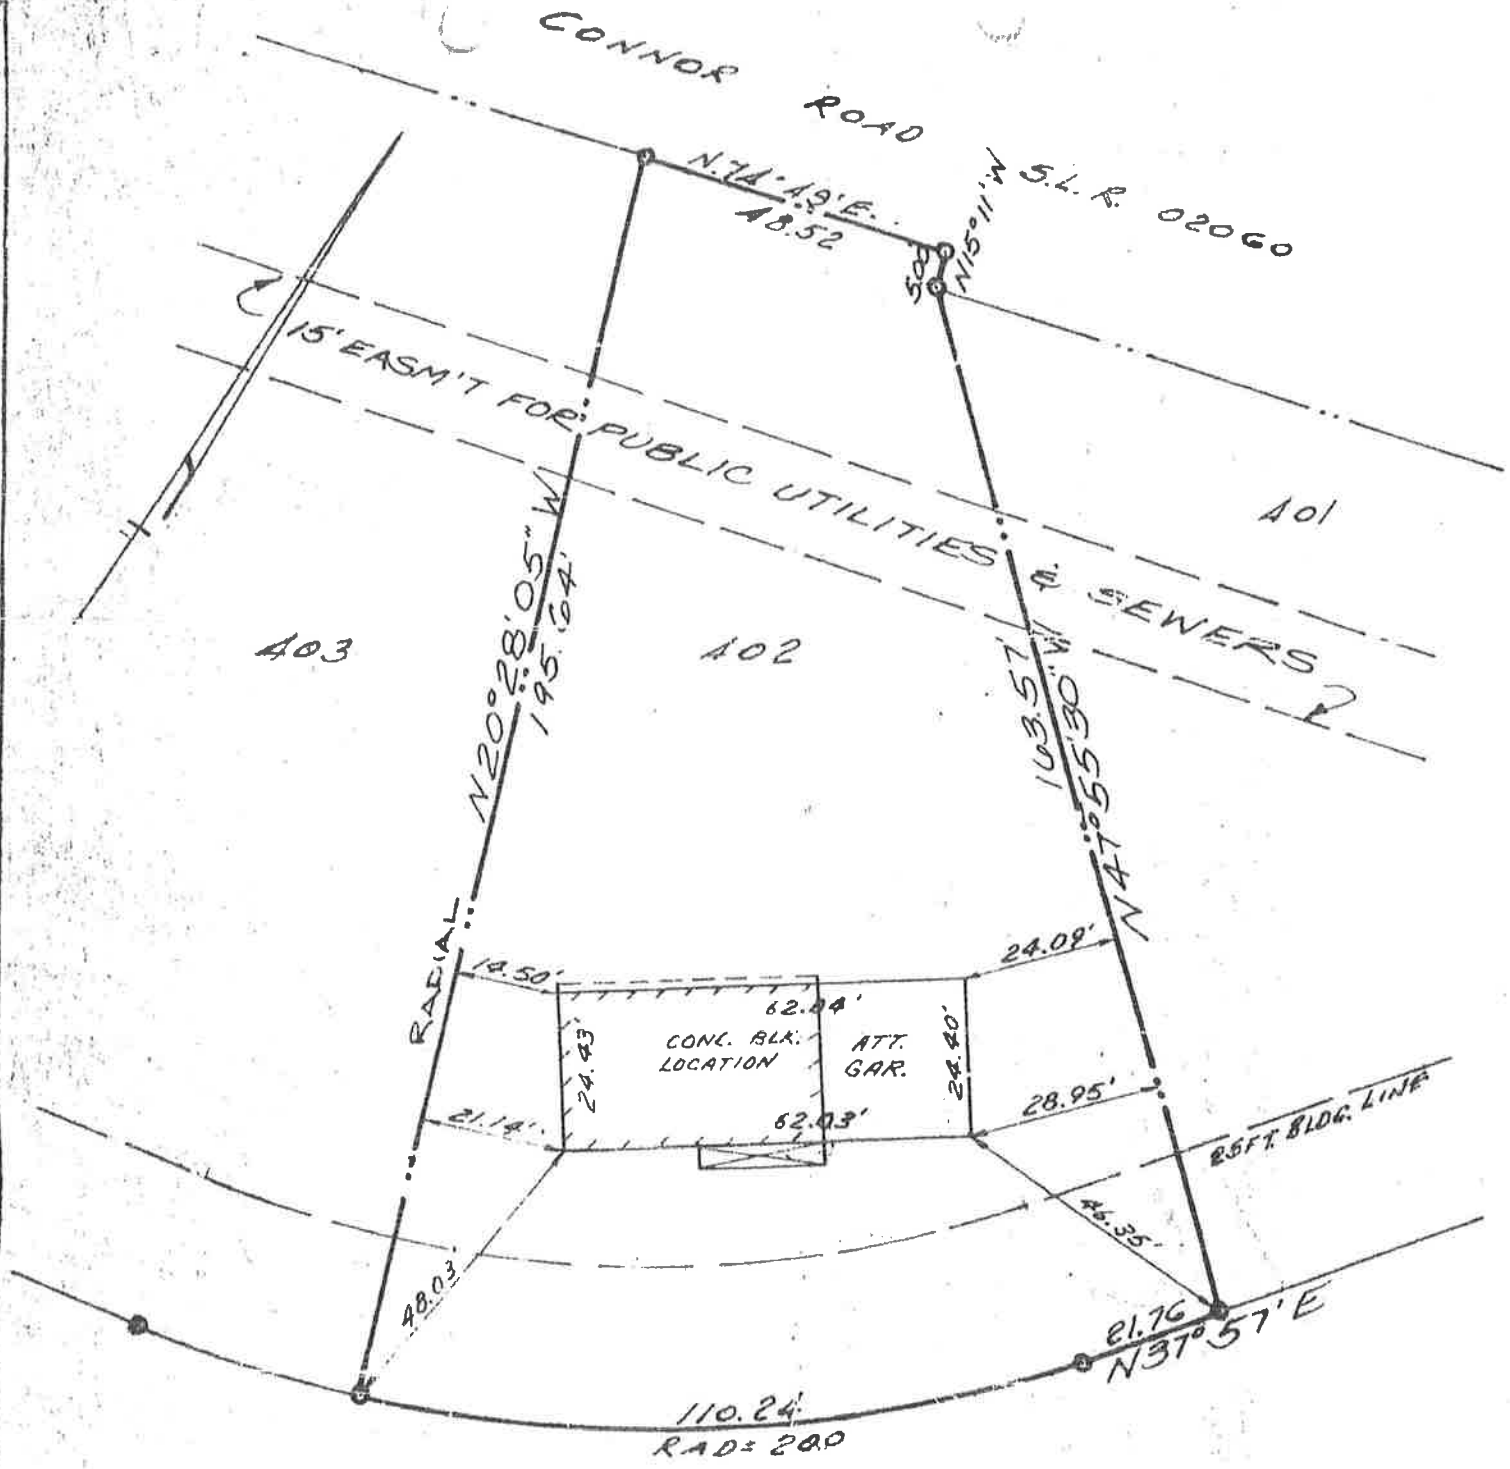 CONNOR ROAD S.L.R. 02060
N.74°49'E.
48.52
5.00'
N15°11'W
15' EASM'T FOR PUBLIC UTILITIES & SEWERS
401
402
403
N20°28'05"W
195.64'
RADIAL
163.57'
N47°55'30"W
14.50'
62.04'
24.09'
24.43'
CONC. BLK.
LOCATION
ATT.
GAR.
24.40'
21.14'
62.03'
28.95'
25 FT. BLDG. LINE
48.03'
46.35'
21.76
N37°57'E
110.24'
RAD= 200